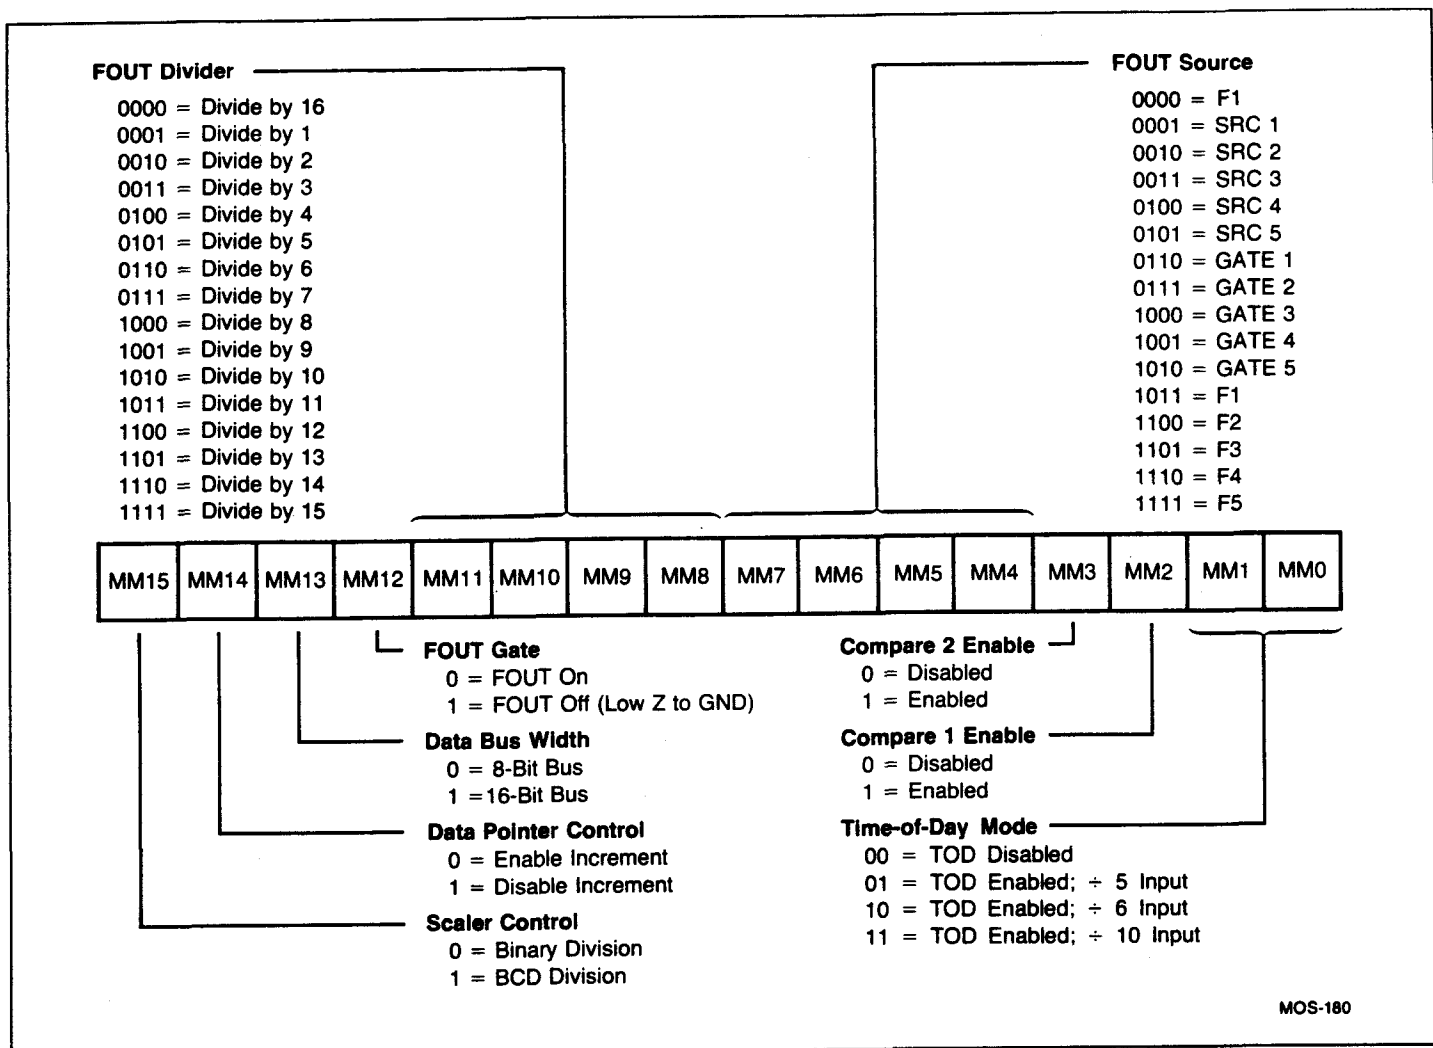 FOUT Divider
0000 = Divide by 16
0001 = Divide by 1
0010 = Divide by 2
0011 = Divide by 3
0100 = Divide by 4
0101 = Divide by 5
0110 = Divide by 6
0111 = Divide by 7
1000 = Divide by 8
1001 = Divide by 9
1010 = Divide by 10
1011 = Divide by 11
1100 = Divide by 12
1101 = Divide by 13
1110 = Divide by 14
1111 = Divide by 15
FOUT Source
0000 = F1
0001 = SRC 1
0010 = SRC 2
0011 = SRC 3
0100 = SRC 4
0101 = SRC 5
0110 = GATE 1
0111 = GATE 2
1000 = GATE 3
1001 = GATE 4
1010 = GATE 5
1011 = F1
1100 = F2
1101 = F3
1110 = F4
1111 = F5
MM15 MM14 MM13 MM12 MM11 MM10 MM9 MM8 MM7 MM6 MM5 MM4 MM3 MM2 MM1 MM0
FOUT Gate
0 = FOUT On
1 = FOUT Off (Low Z to GND)
Data Bus Width
0 = 8-Bit Bus
1 =16-Bit Bus
Data Pointer Control
0 = Enable Increment
1 = Disable Increment
Scaler Control
0 = Binary Division
1 = BCD Division
Compare 2 Enable
0 = Disabled
1 = Enabled
Compare 1 Enable
0 = Disabled
1 = Enabled
Time-of-Day Mode
00 = TOD Disabled
01 = TOD Enabled; ÷ 5 Input
10 = TOD Enabled; ÷ 6 Input
11 = TOD Enabled; ÷ 10 Input
MOS-180